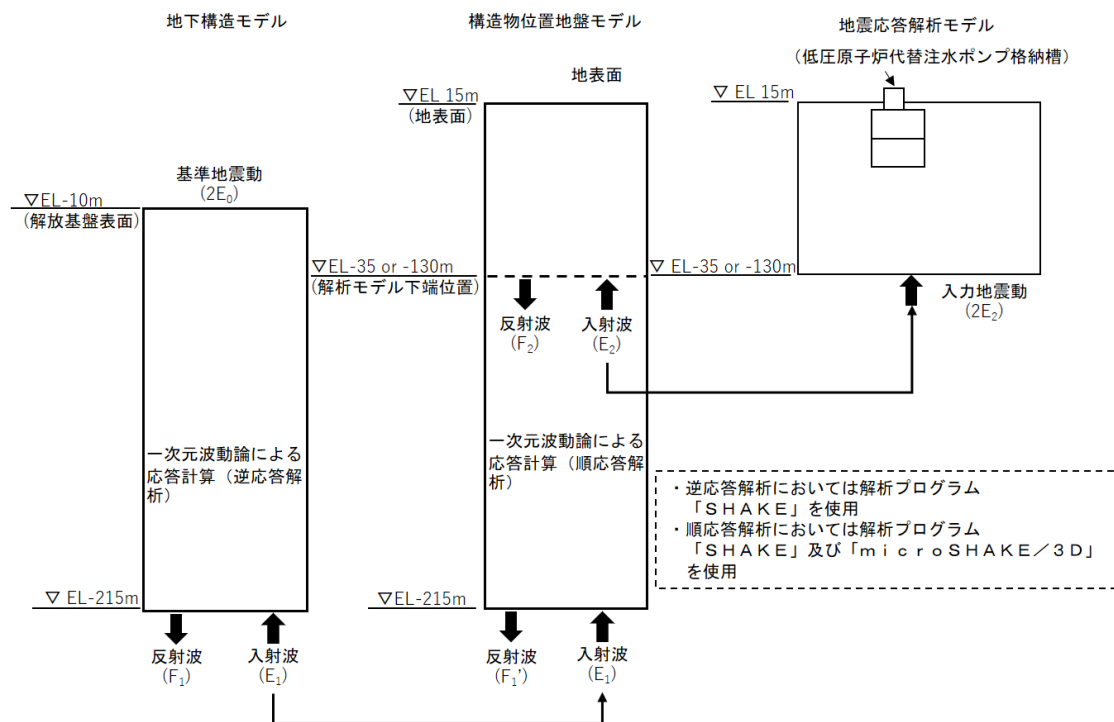 地下構造モデル
基準地震動
(2E₀)
▽EL-10m
(解放基盤表面)
一次元波動論による
応答計算（逆応答解
析）
▽ EL-215m
反射波
(F₁)
入射波
(E₁)
構造物位置地盤モデル
地表面
▽EL 15m
(地表面)
▽EL-35 or -130m
(解析モデル下端位置)
反射波
(F₂)
入射波
(E₂)
一次元波動論による
応答計算（順応答
解析）
▽EL-215m
反射波
(F₁')
入射波
(E₁)
地震応答解析モデル
（低圧原子炉代替注水ポンプ格納槽）
▽ EL 15m
▽ EL-35 or -130m
入力地震動
(2E₂)
・逆応答解析においては解析プログラム
「ＳＨＡＫＥ」を使用
・順応答解析においては解析プログラム
「ＳＨＡＫＥ」及び「ｍｉｃｒｏSHAKE／３Ｄ」
を使用